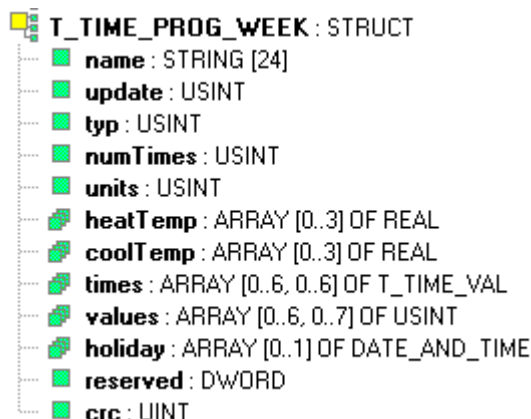 T_TIME_PROG_WEEK : STRUCT
name : STRING [24]
update : USINT
typ : USINT
numTimes : USINT
units : USINT
heatTemp : ARRAY [0..3] OF REAL
coolTemp : ARRAY [0..3] OF REAL
times : ARRAY [0..6, 0..6] OF T_TIME_VAL
values : ARRAY [0..6, 0..7] OF USINT
holiday : ARRAY [0..1] OF DATE_AND_TIME
reserved : DWORD
crc : UINT